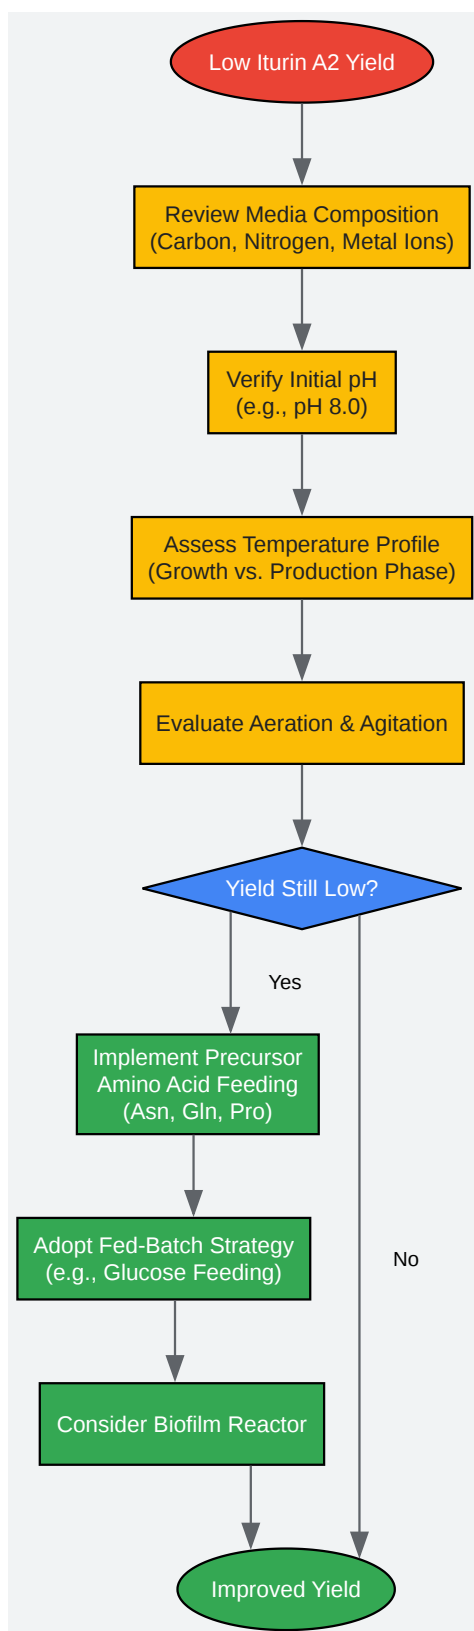 Low Iturin A2 Yield
Review Media Composition
(Carbon, Nitrogen, Metal Ions)
Verify Initial pH
(e.g., pH 8.0)
Assess Temperature Profile
(Growth vs. Production Phase)
Evaluate Aeration & Agitation
Yield Still Low?
Yes
Implement Precursor
Amino Acid Feeding
(Asn, Gln, Pro)
Adopt Fed-Batch Strategy
(e.g., Glucose Feeding)
No
Consider Biofilm Reactor
Improved Yield